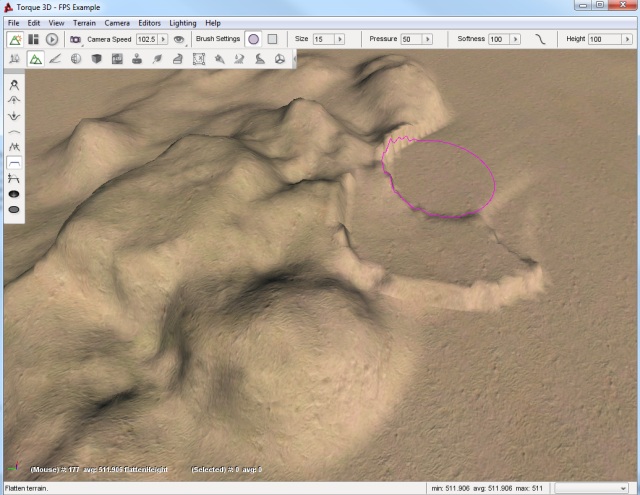 Torque 3D - FPS Example
File Edit View Terrain Camera Editors Lighting Help
Camera Speed 102.5 Brush Settings Size 15 Pressure 50 Softness 100 Height 100
(Mouse) #: 177 avg: 511.906 flattenHeight (Selected) #: 0 avg: 0
Flatten terrain. min: 511.906 avg: 511.906 max: 511